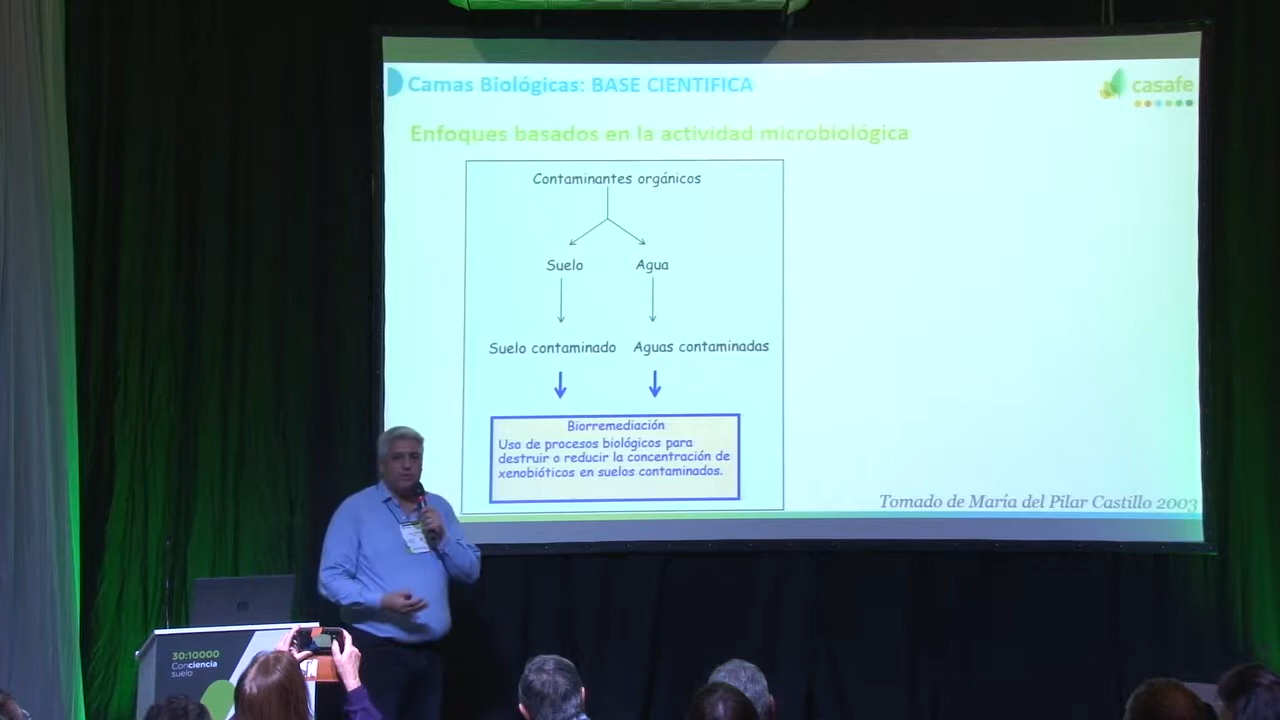 Camas Biológicas: BASE CIENTIFICA
casafe
Enfoques basados en la actividad microbiológica
Contaminantes orgánicos
Suelo
Agua
Suelo contaminado
Aguas contaminadas
Biorremediación
Uso de procesos biológicos para
destruir o reducir la concentración de
xenobióticos en suelos contaminados.
Tomado de María del Pilar Castillo 2003
30:10000
Conciencia
suelo